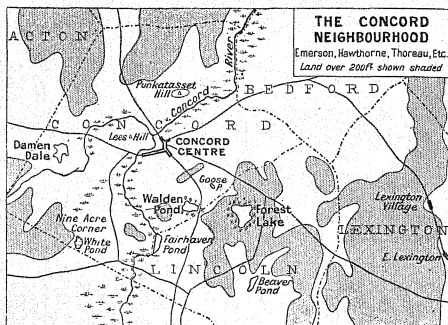 THE CONCORD
NEIGHBOURHOOD
Emerson, Hawthorne, Thoreau, Etc.
Land over 200ft shown shaded
ACTON
River
Punkatasset
Hill
Concord
BEDFORD
CONCORD
Lees Hill
Damen
Dale
CONCORD
CENTRE
Goose
P.
Walden
Pond
Forest
Lake
Lexington
Village
Nine Acre
Corner
White
Pond
Fairhaven
Pond
LEXINGTON
E. Lexington
LINCOLN
Beaver
Pond